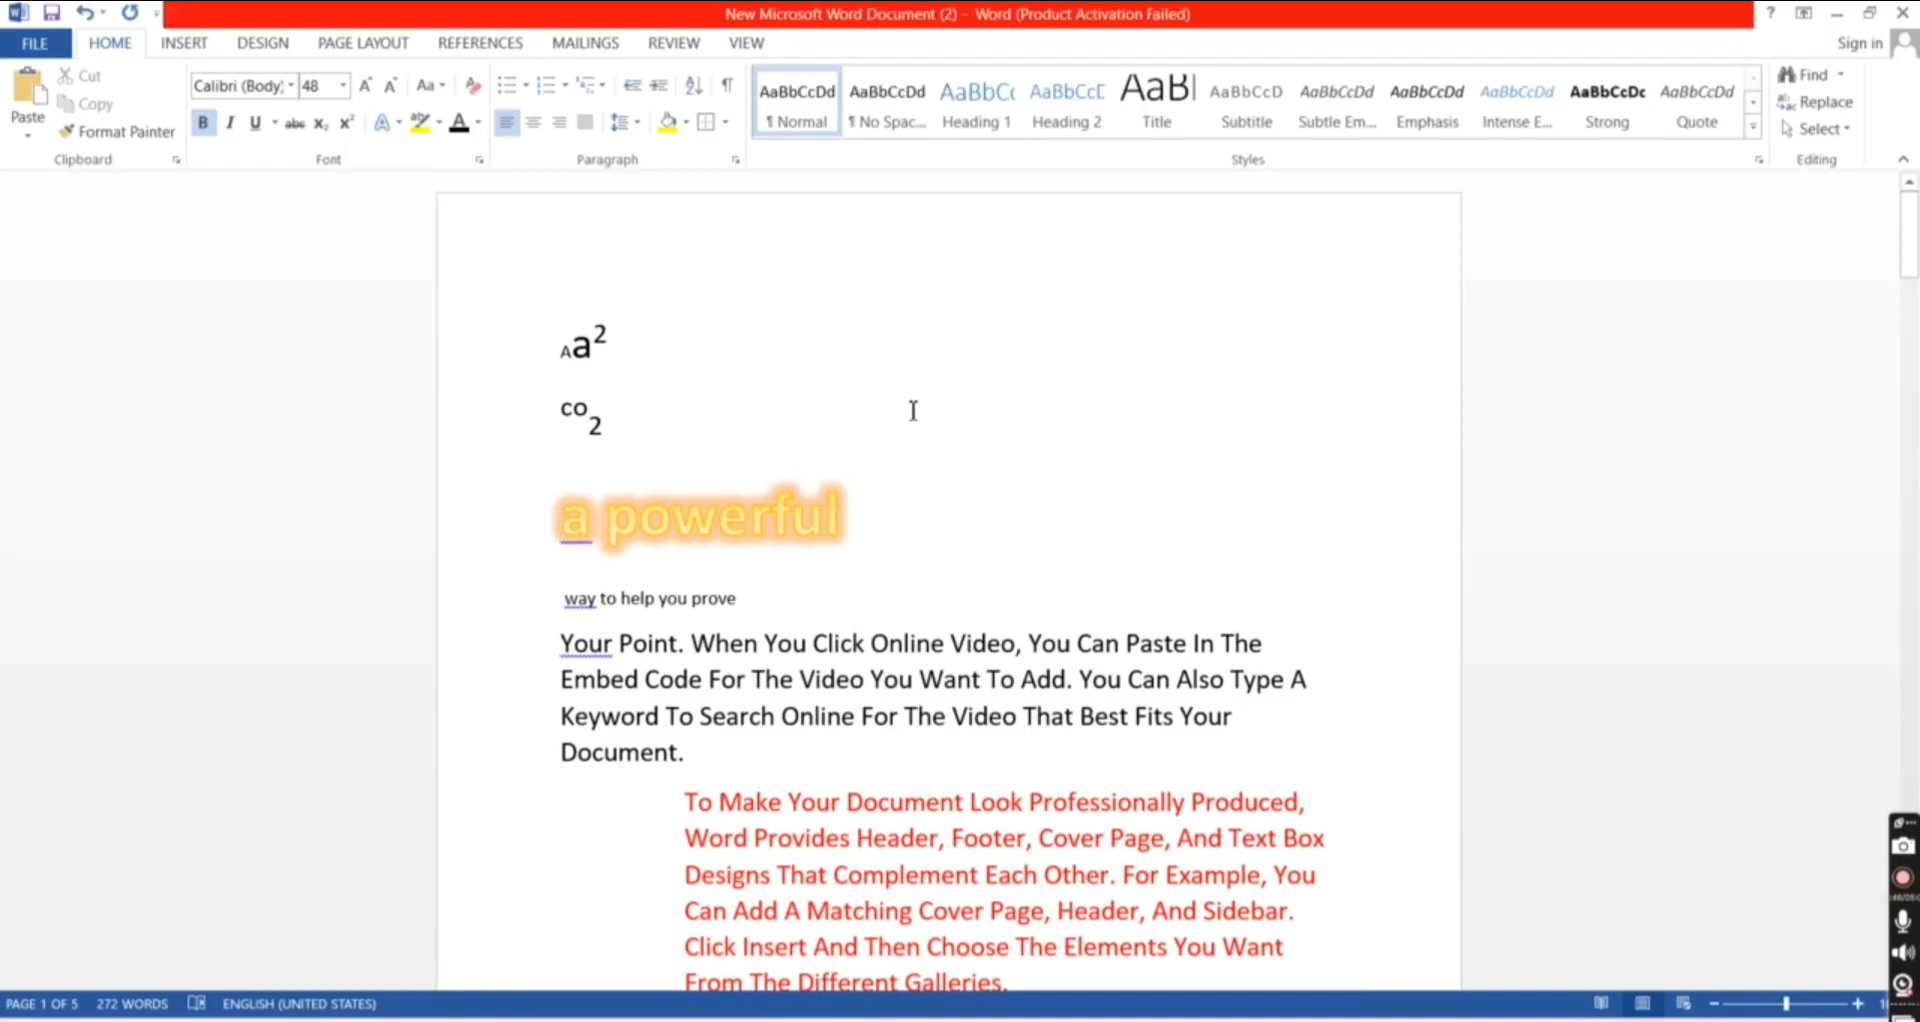 New Microsoft Word Document (2) - Word (Product Activation Failed)
FILE HOME INSERT DESIGN PAGE LAYOUT REFERENCES MAILINGS REVIEW VIEW Sign in
Paste
Cut
Copy
Format Painter
Clipboard
Calibri (Body) 48
Font
Paragraph
AaBbCcDd AaBbCcDd AaBbCc AaBbCcD AaB AaBbCcD AaBbCcDd AaBbCcDd AaBbCcDd AaBbCcDc AaBbCcDd
¶ Normal ¶ No Spac... Heading 1 Heading 2 Title Subtitle Subtle Em... Emphasis Intense E... Strong Quote
Styles
Find
Replace
Select
Editing
Aa²
co₂
a powerful
way to help you prove
Your Point. When You Click Online Video, You Can Paste In The
Embed Code For The Video You Want To Add. You Can Also Type A
Keyword To Search Online For The Video That Best Fits Your
Document.
To Make Your Document Look Professionally Produced,
Word Provides Header, Footer, Cover Page, And Text Box
Designs That Complement Each Other. For Example, You
Can Add A Matching Cover Page, Header, And Sidebar.
Click Insert And Then Choose The Elements You Want
From The Different Galleries.
PAGE 1 OF 5 272 WORDS ENGLISH (UNITED STATES)